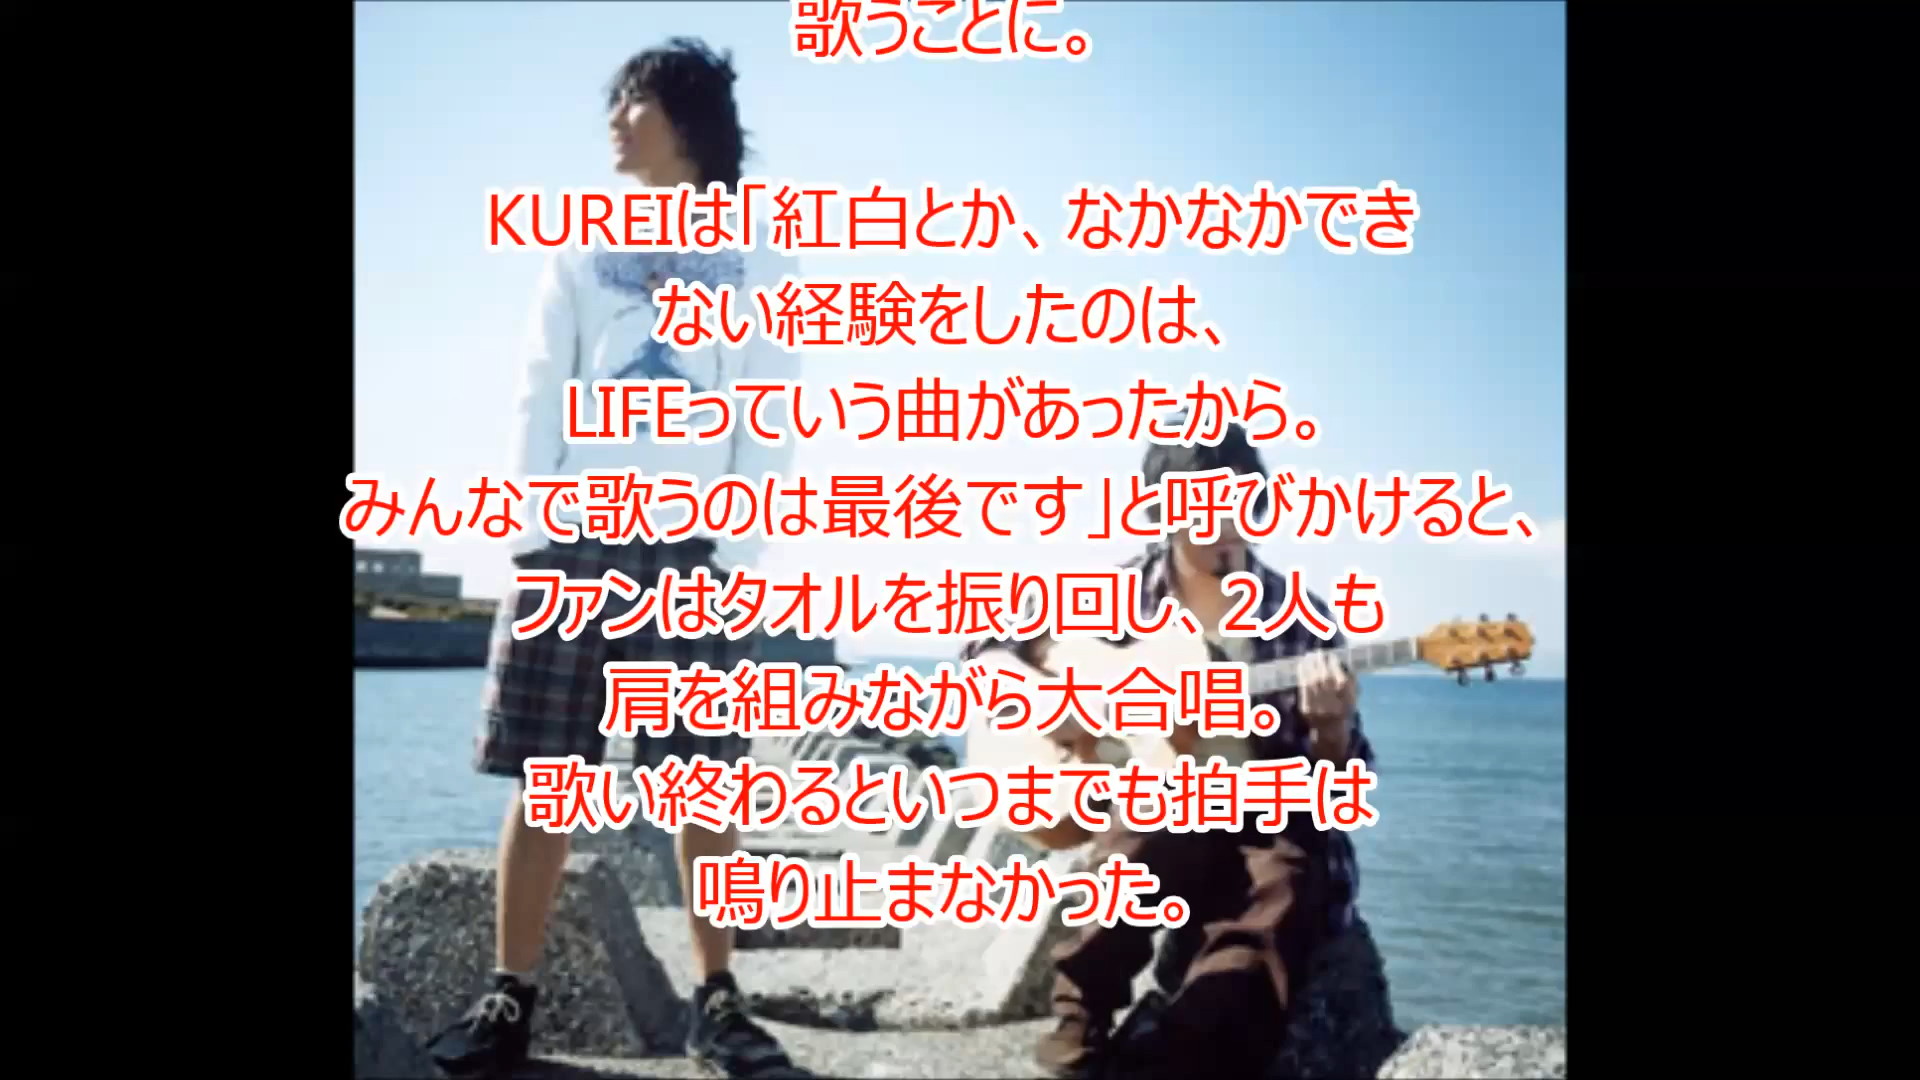 歌うことに。
KUREIは「紅白とか、なかなかでき
ない経験をしたのは、
LIFEっていう曲があったから。
みんなで歌うのは最後です」と呼びかけると、
ファンはタオルを振り回し、2人も
肩を組みながら大合唱。
歌い終わるといつまでも拍手は
鳴り止まなかった。